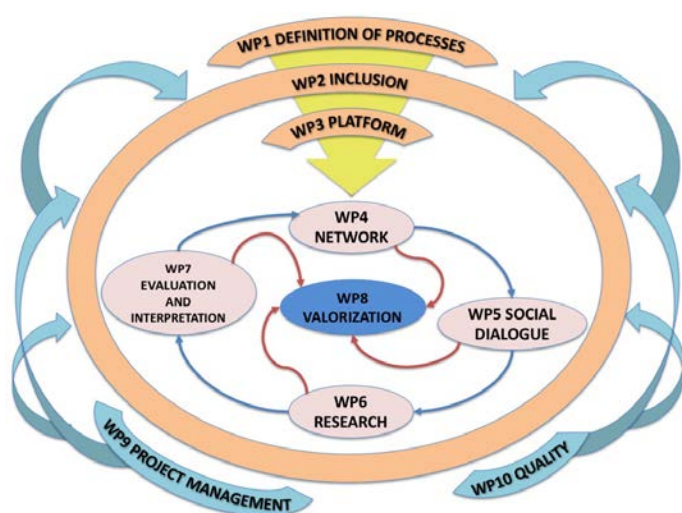 WP1 DEFINITION OF PROCESSES
WP2 INCLUSION
WP3 PLATFORM
WP4
NETWORK
WP7
EVALUATION
AND
INTERPRETATION
WP8
VALORIZATION
WP5 SOCIAL
DIALOGUE
WP6
RESEARCH
WP9 PROJECT MANAGEMENT
WP10 QUALITY